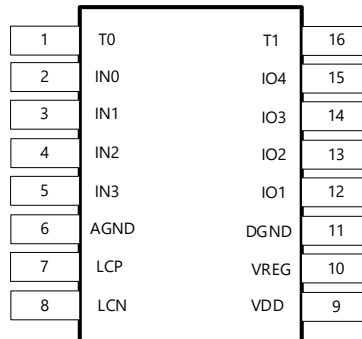 1 T0 T1 16
2 IN0 IO4 15
3 IN1 IO3 14
4 IN2 IO2 13
5 IN3 IO1 12
6 AGND DGND 11
7 LCP VREG 10
8 LCN VDD 9